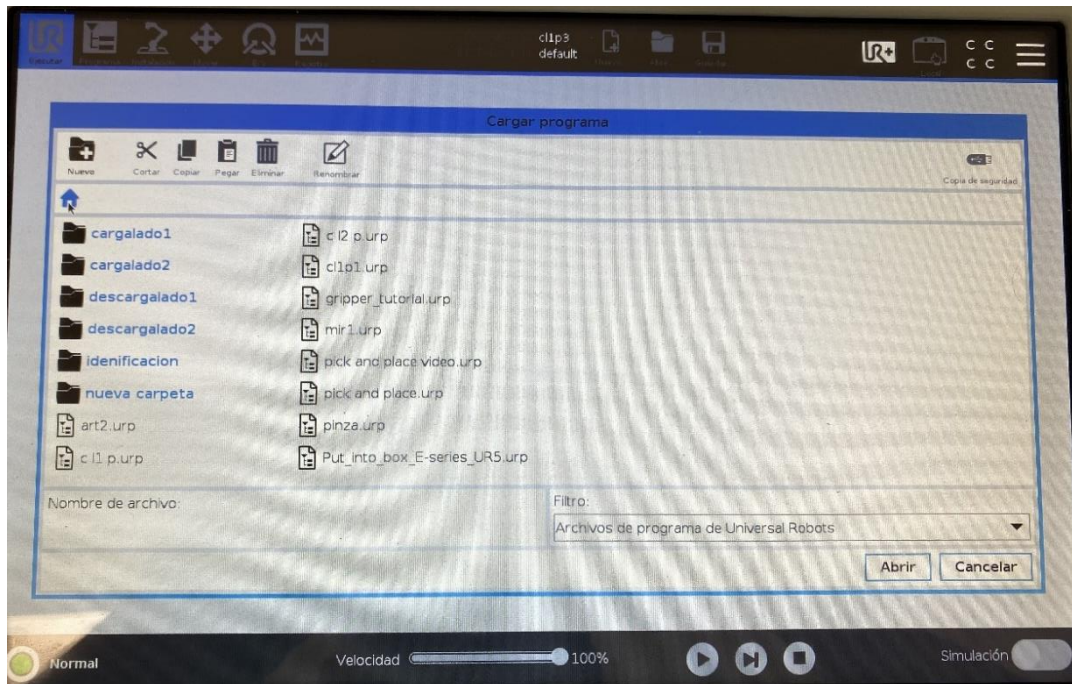 UR
cl1p3
default
UR+
C C
C C
Cargar programa
Nuevo
Cortar
Copiar
Pegar
Eliminar
Renombrar
Copia de seguridad
cargalado1
cargalado2
descargalado1
descargalado2
idenificacion
nueva carpeta
art2.urp
c l1 p.urp
c l2 p.urp
cl1p1.urp
gripper_tutorial.urp
mir1.urp
pick and place video.urp
pick and place.urp
pinza.urp
Put_into_box_E-series_UR5.urp
Nombre de archivo:
Filtro:
Archivos de programa de Universal Robots
Abrir
Cancelar
Normal
Velocidad
100%
Simulación